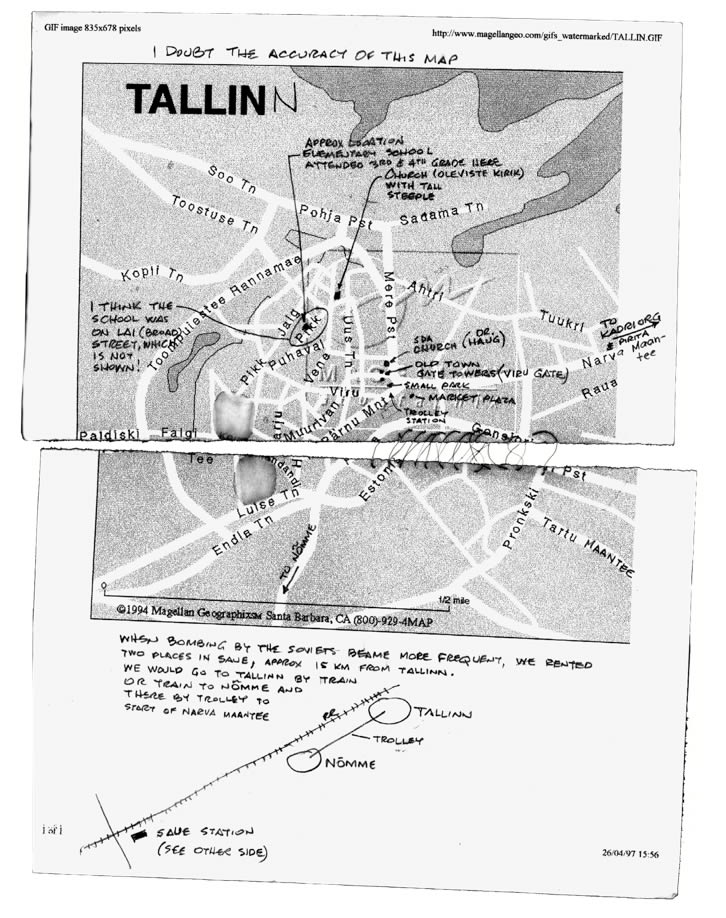 GIF image 835x678 pixels
http://www.magellangeo.com/gifs_watermarked/TALLIN.GIF
I DOUBT THE ACCURACY OF THIS MAP
TALLINN
APPROX LOCATION
ELEMENTARY SCHOOL
ATTENDED 3RD & 4TH GRADE HERE
CHURCH (OLEVISTE KIRIK)
WITH TALL
STEEPLE
Soo Tn
Toostuse Tn
Pohja Pst
Sadama Tn
Kopli Tn
Toompuiestee
Rannamae
Mere Pst
Ahtri
I THINK THE
SCHOOL WAS
ON LAI (BROAD)
STREET, WHICH
IS NOT
SHOWN!
Jalg
Pikk
Uus Tn
Tuukri
TO
KADRIORG
& PIRITA
Narva Maan-
tee
SDA
CHURCH (DR. HAUG)
Pikk
Puhavai
Vene
OLD TOWN
GATE TOWERS (VIRU GATE)
Raua
Viru
SMALL PARK
MARKET PLAZA
TROLLEY
STATION
Muurivan
Parnu Mnt
Harju
Paldiski
Falgi
Gonsiori
Tee
Estonia
Pst
Luise Tn
Endla Tn
Pronkski
Tartu MAANTEE
TO NÕMME
0
1/2 mile
©1994 Magellan Geographix℠ Santa Barbara, CA (800)-929-4MAP
WHEN BOMBING BY THE SOVIETS BEAME MORE FREQUENT, WE RENTED
TWO PLACES IN SAUE, APPROX 15 KM FROM TALLINN.
WE WOULD GO TO TALLINN BY TRAIN
OR TRAIN TO NÕMME AND
THERE BY TROLLEY TO
START OF NARVA MAANTEE
RR
TALLINN
TROLLEY
NÕMME
SAUE STATION
(SEE OTHER SIDE)
1 of 1
26/04/97 15:56